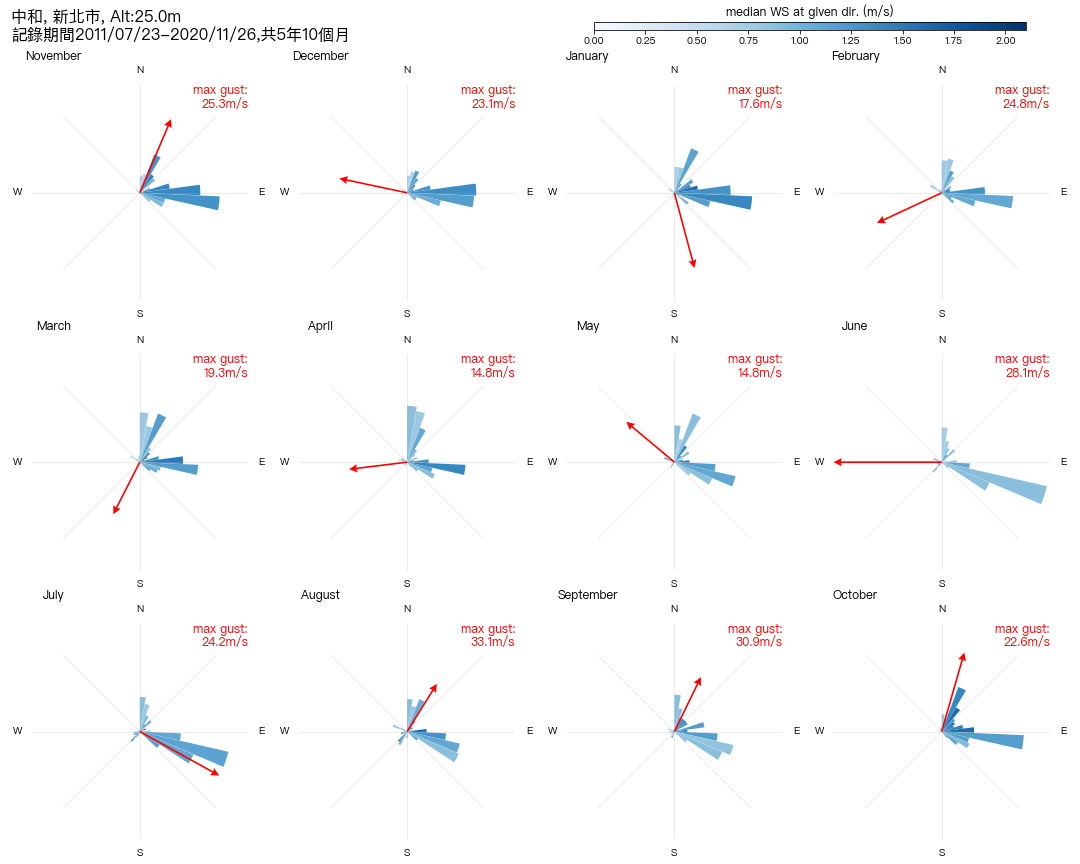 中和, 新北市, Alt:25.0m
記錄期間2011/07/23−2020/11/26,共5年10個月
median WS at given dir. (m/s)
0.00 0.25 0.50 0.75 1.00 1.25 1.50 1.75 2.00
November
N
max gust:
25.3m/s
W
E
S
December
N
max gust:
23.1m/s
W
E
S
January
N
max gust:
17.6m/s
W
E
S
February
N
max gust:
24.8m/s
W
E
S
March
N
max gust:
19.3m/s
W
E
S
April
N
max gust:
14.8m/s
W
E
S
May
N
max gust:
14.8m/s
W
E
S
June
N
max gust:
28.1m/s
W
E
S
July
N
max gust:
24.2m/s
W
E
S
August
N
max gust:
33.1m/s
W
E
S
September
N
max gust:
30.9m/s
W
E
S
October
N
max gust:
22.6m/s
W
E
S